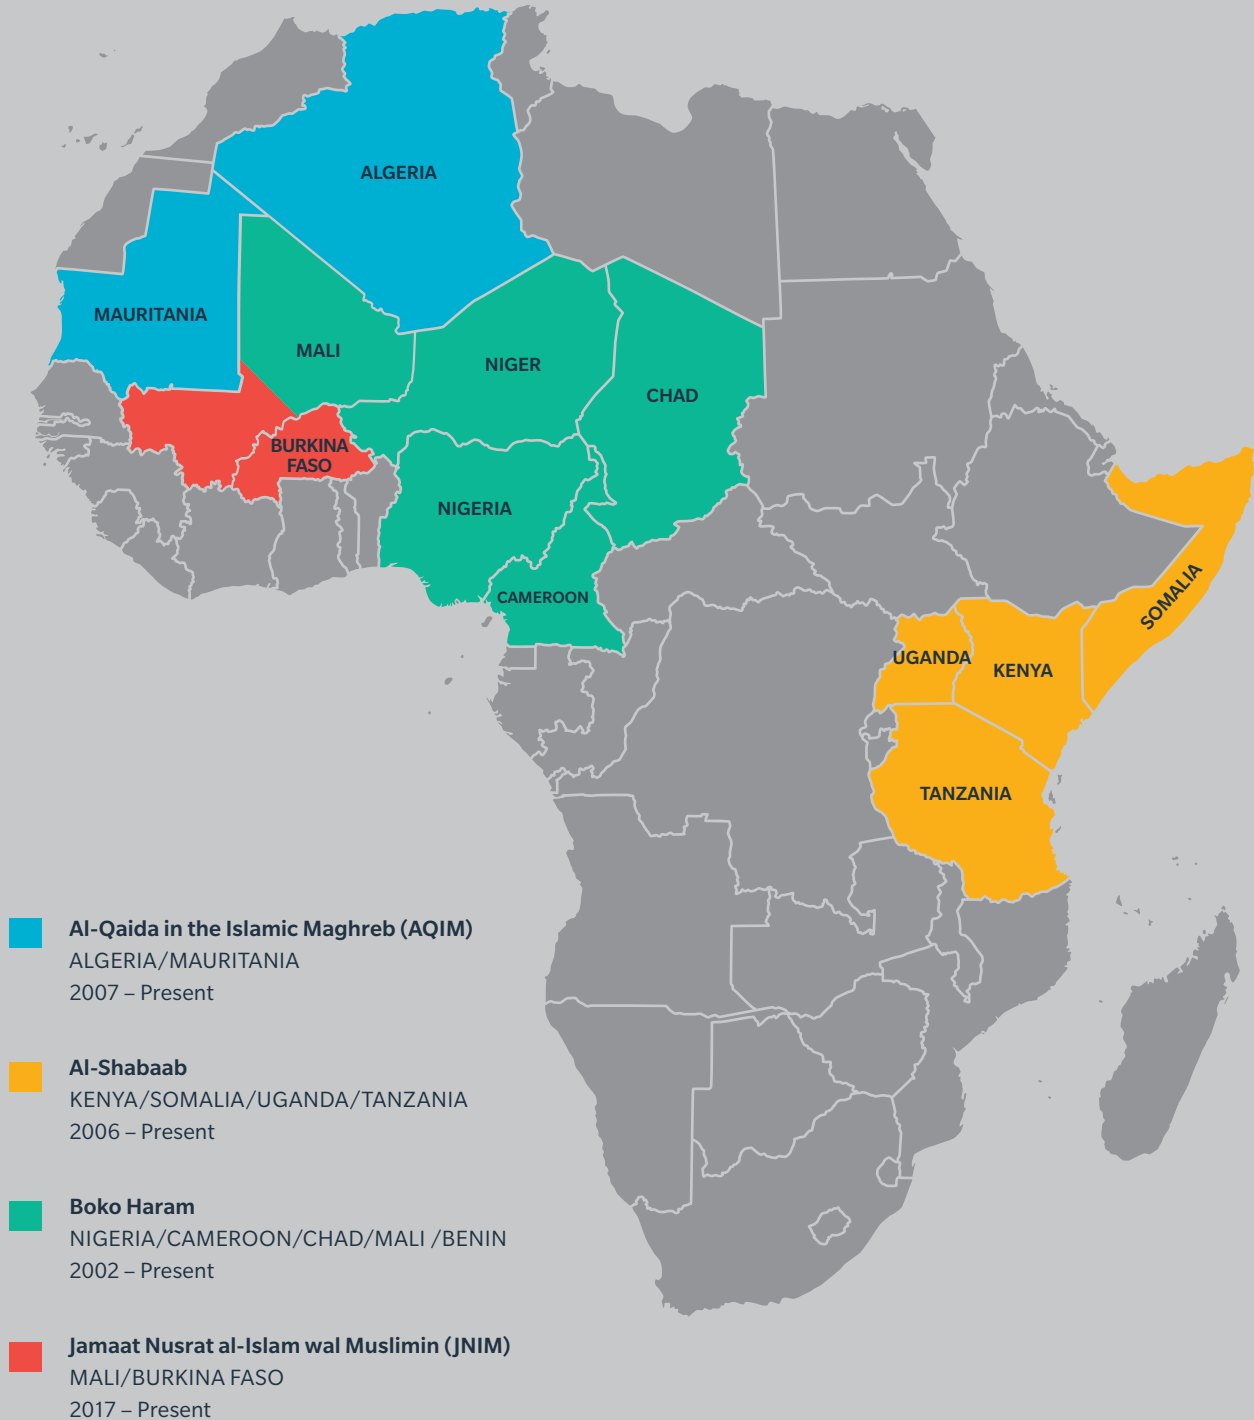 ALGERIA
MAURITANIA
MALI
NIGER
CHAD
BURKINA
FASO
NIGERIA
CAMEROON
SOMALIA
UGANDA
KENYA
TANZANIA
Al-Qaida in the Islamic Maghreb (AQIM)
ALGERIA/MAURITANIA
2007 – Present
Al-Shabaab
KENYA/SOMALIA/UGANDA/TANZANIA
2006 – Present
Boko Haram
NIGERIA/CAMEROON/CHAD/MALI /BENIN
2002 – Present
Jamaat Nusrat al-Islam wal Muslimin (JNIM)
MALI/BURKINA FASO
2017 – Present